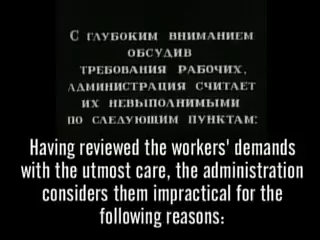 С ГЛУБОКИМ ВНИМАНИЕМ
ОБСУДИВ
ТРЕБОВАНИЯ РАБОЧИХ,
АДМИНИСТРАЦИЯ СЧИТАЕТ
ИХ НЕВЫПОЛНИМЫМИ
ПО СЛЕДУЮЩИМ ПУНКТАМ:
Having reviewed the workers' demands
with the utmost care, the administration
considers them impractical for the
following reasons: